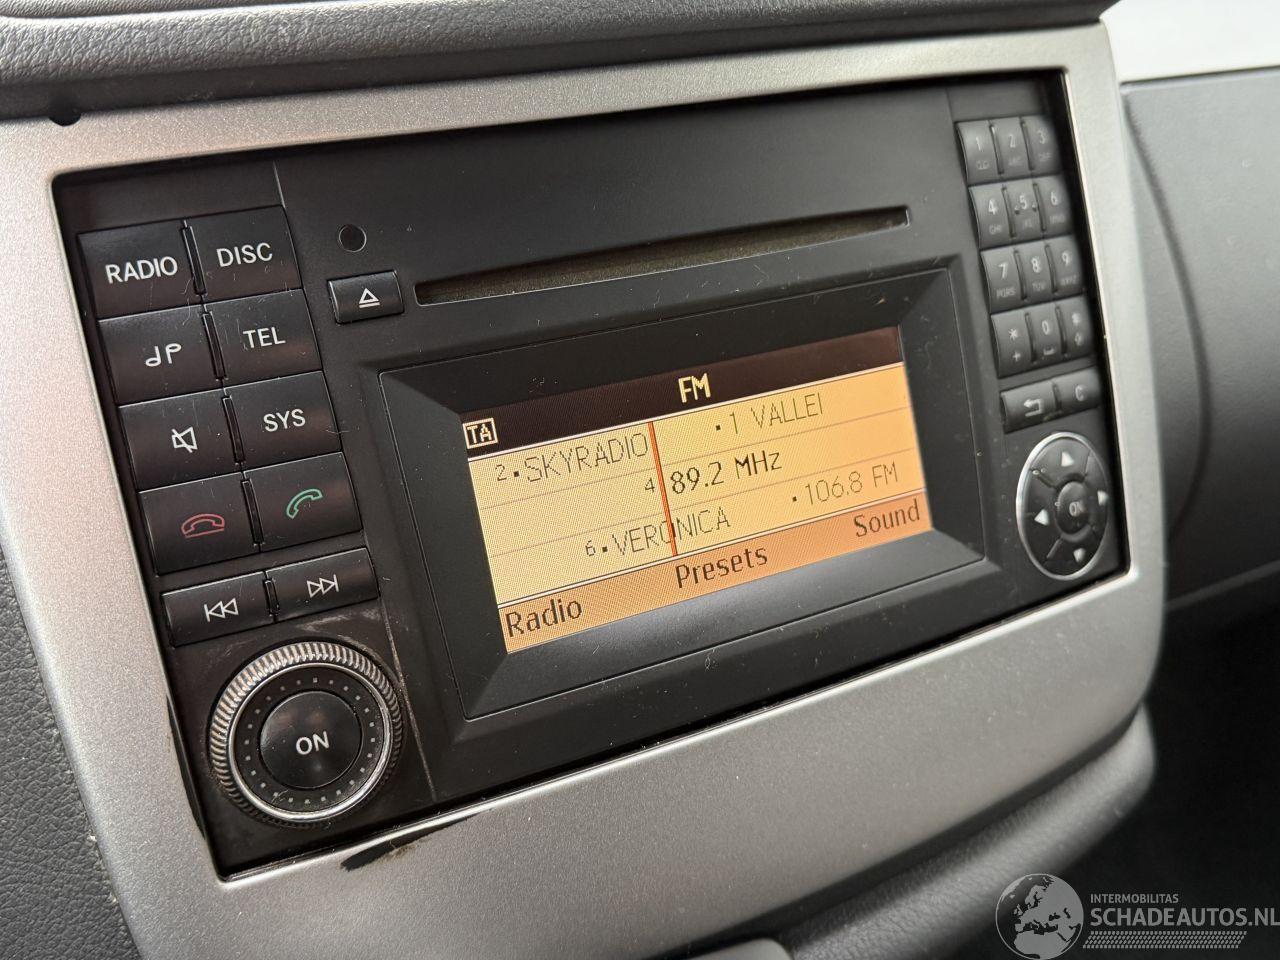 RADIO
DISC
TEL
SYS
ON
FM
TA
1 VALLEI
2 • SKYRADIO
4 89.2 MHz
• 106.8 FM
6 • VERONICA
Radio Presets Sound
1 2 3
4 5 6
7 8 9
* 0 #
+
C
ON
INTERMOBILITAS
SCHADEAUTOS.NL